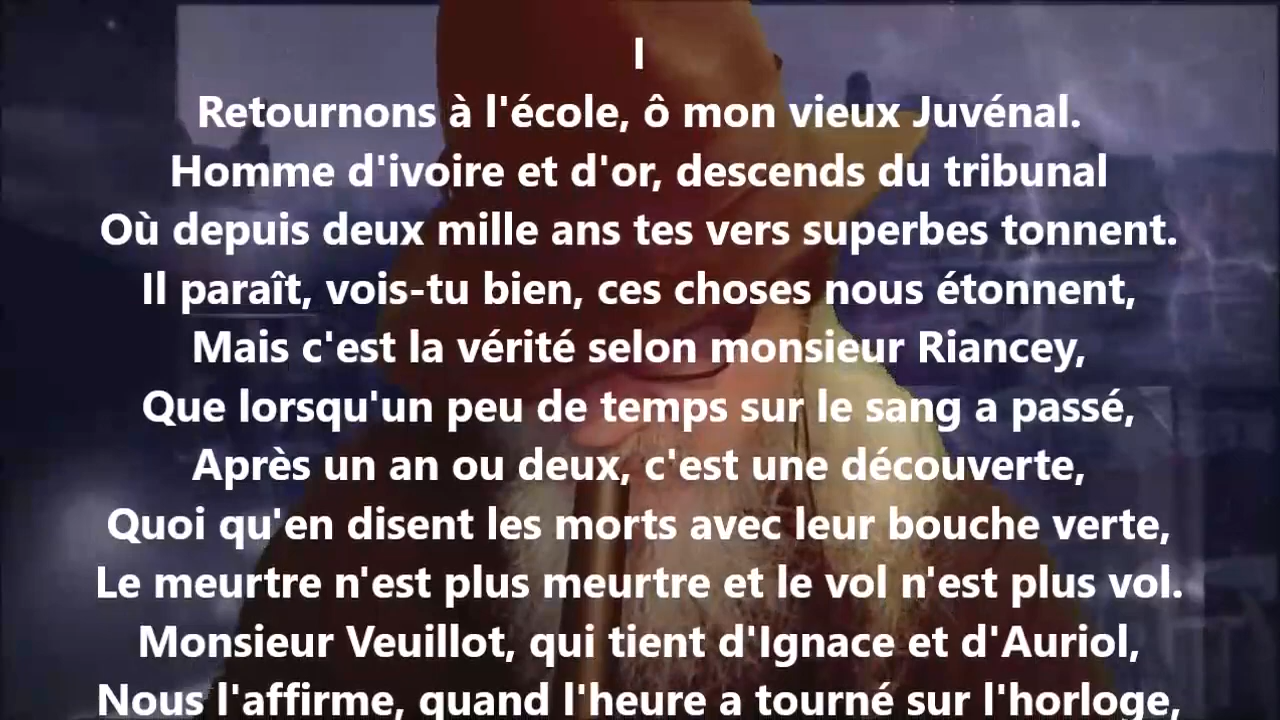 I
Retournons à l'école, ô mon vieux Juvénal.
Homme d'ivoire et d'or, descends du tribunal
Où depuis deux mille ans tes vers superbes tonnent.
Il paraît, vois-tu bien, ces choses nous étonnent,
Mais c'est la vérité selon monsieur Riancey,
Que lorsqu'un peu de temps sur le sang a passé,
Après un an ou deux, c'est une découverte,
Quoi qu'en disent les morts avec leur bouche verte,
Le meurtre n'est plus meurtre et le vol n'est plus vol.
Monsieur Veuillot, qui tient d'Ignace et d'Auriol,
Nous l'affirme, quand l'heure a tourné sur l'horloge,